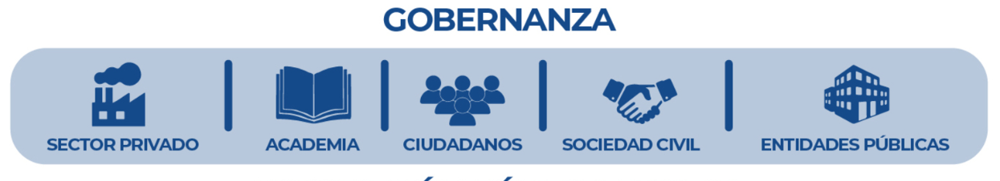 GOBERNANZA
SECTOR PRIVADO
ACADEMIA
CIUDADANOS
SOCIEDAD CIVIL
ENTIDADES PÚBLICAS